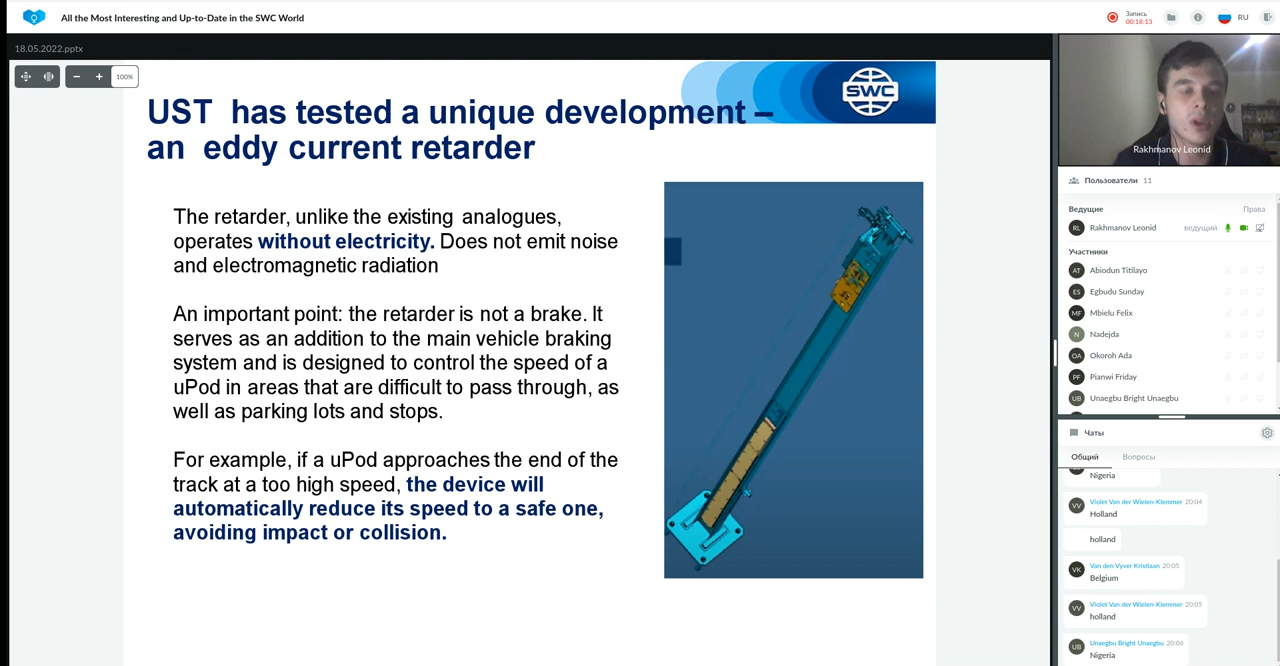 All the Most Interesting and Up-to-Date in the SWC World
Запись
00:18:13
RU
18.05.2022.pptx
100%
SWC
UST has tested a unique development –
an eddy current retarder
The retarder, unlike the existing analogues,
operates without electricity. Does not emit noise
and electromagnetic radiation
An important point: the retarder is not a brake. It
serves as an addition to the main vehicle braking
system and is designed to control the speed of a
uPod in areas that are difficult to pass through, as
well as parking lots and stops.
For example, if a uPod approaches the end of the
track at a too high speed, the device will
automatically reduce its speed to a safe one,
avoiding impact or collision.
Rakhmanov Leonid
Пользователи 11
Ведущие Права
RL Rakhmanov Leonid ведущий
Участники
AT Abiodun Titilayo
ES Egbudu Sunday
MF Mbielu Felix
N Nadejda
OA Okoroh Ada
PF Pianwi Friday
UB Unaegbu Bright Unaegbu
Чаты
Общий Вопросы
Nigeria
VV Violet Van der Wielen-Klemmer 20:04
Holland
holland
VK Van den Vyver Kristiaan 20:05
Belgium
VV Violet Van der Wielen-Klemmer 20:05
holland
UB Unaegbu Bright Unaegbu 20:06
Nigeria